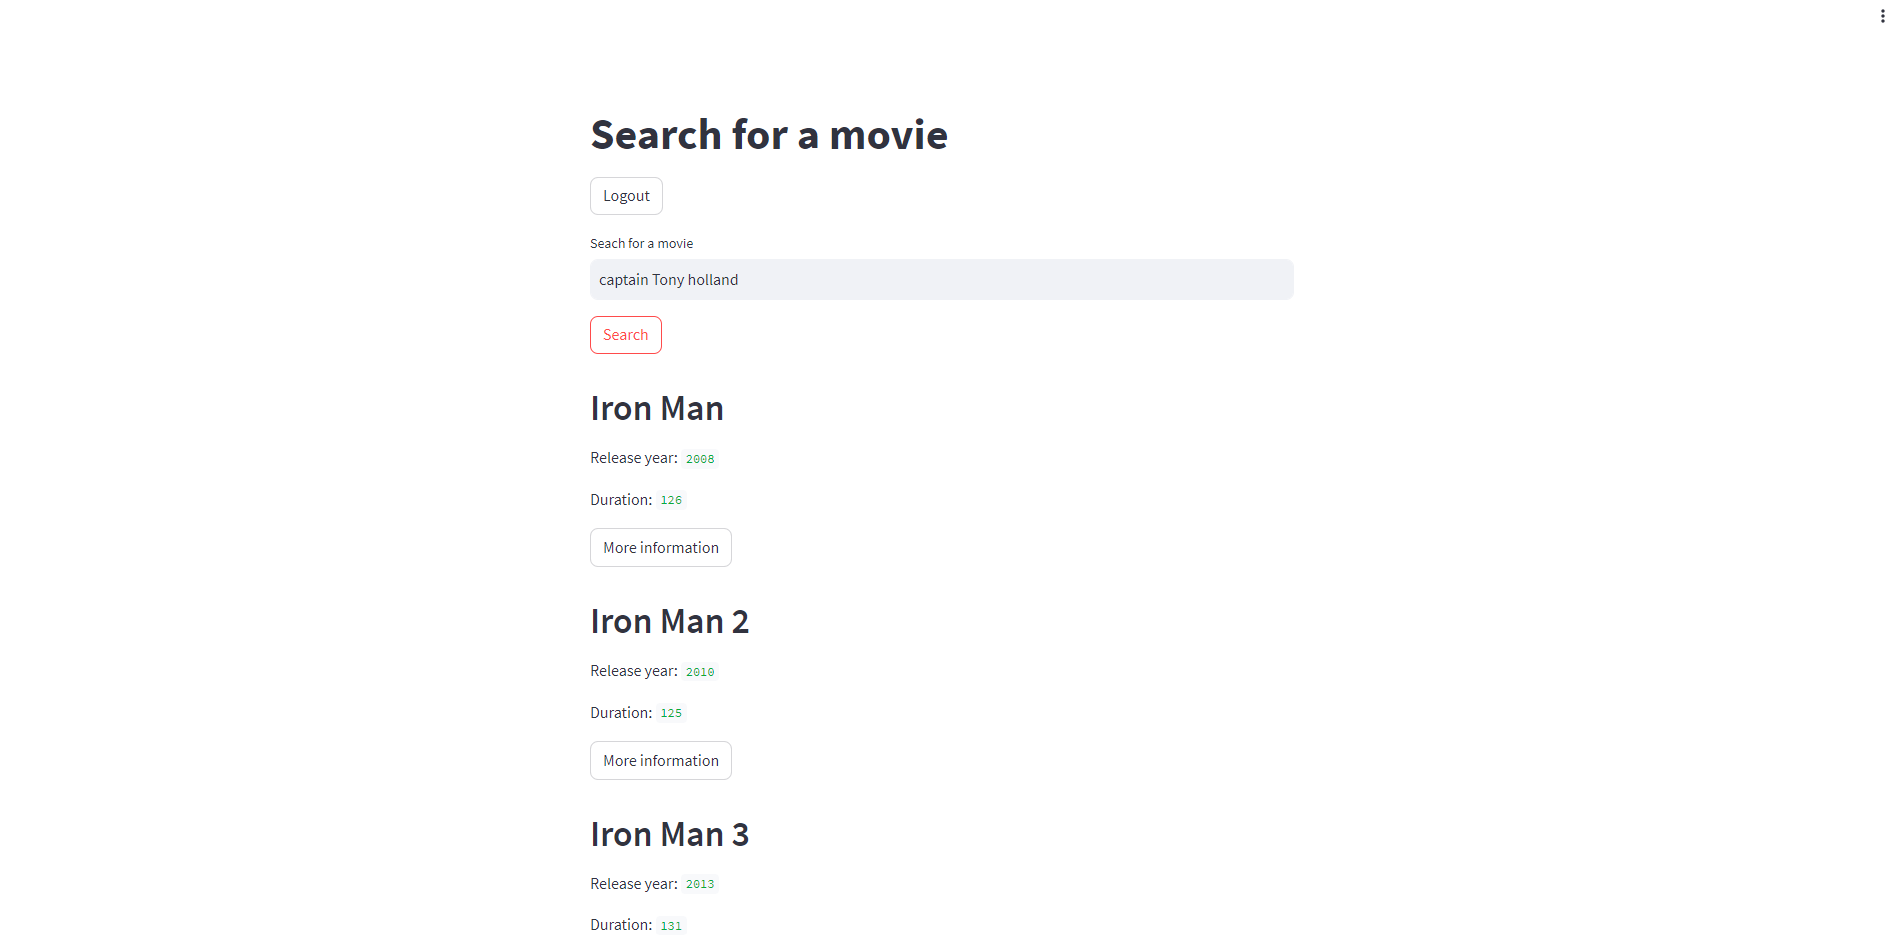 Search for a movie
Logout
Seach for a movie
captain Tony holland
Search
Iron Man
Release year: 2008
Duration: 126
More information
Iron Man 2
Release year: 2010
Duration: 125
More information
Iron Man 3
Release year: 2013
Duration: 131